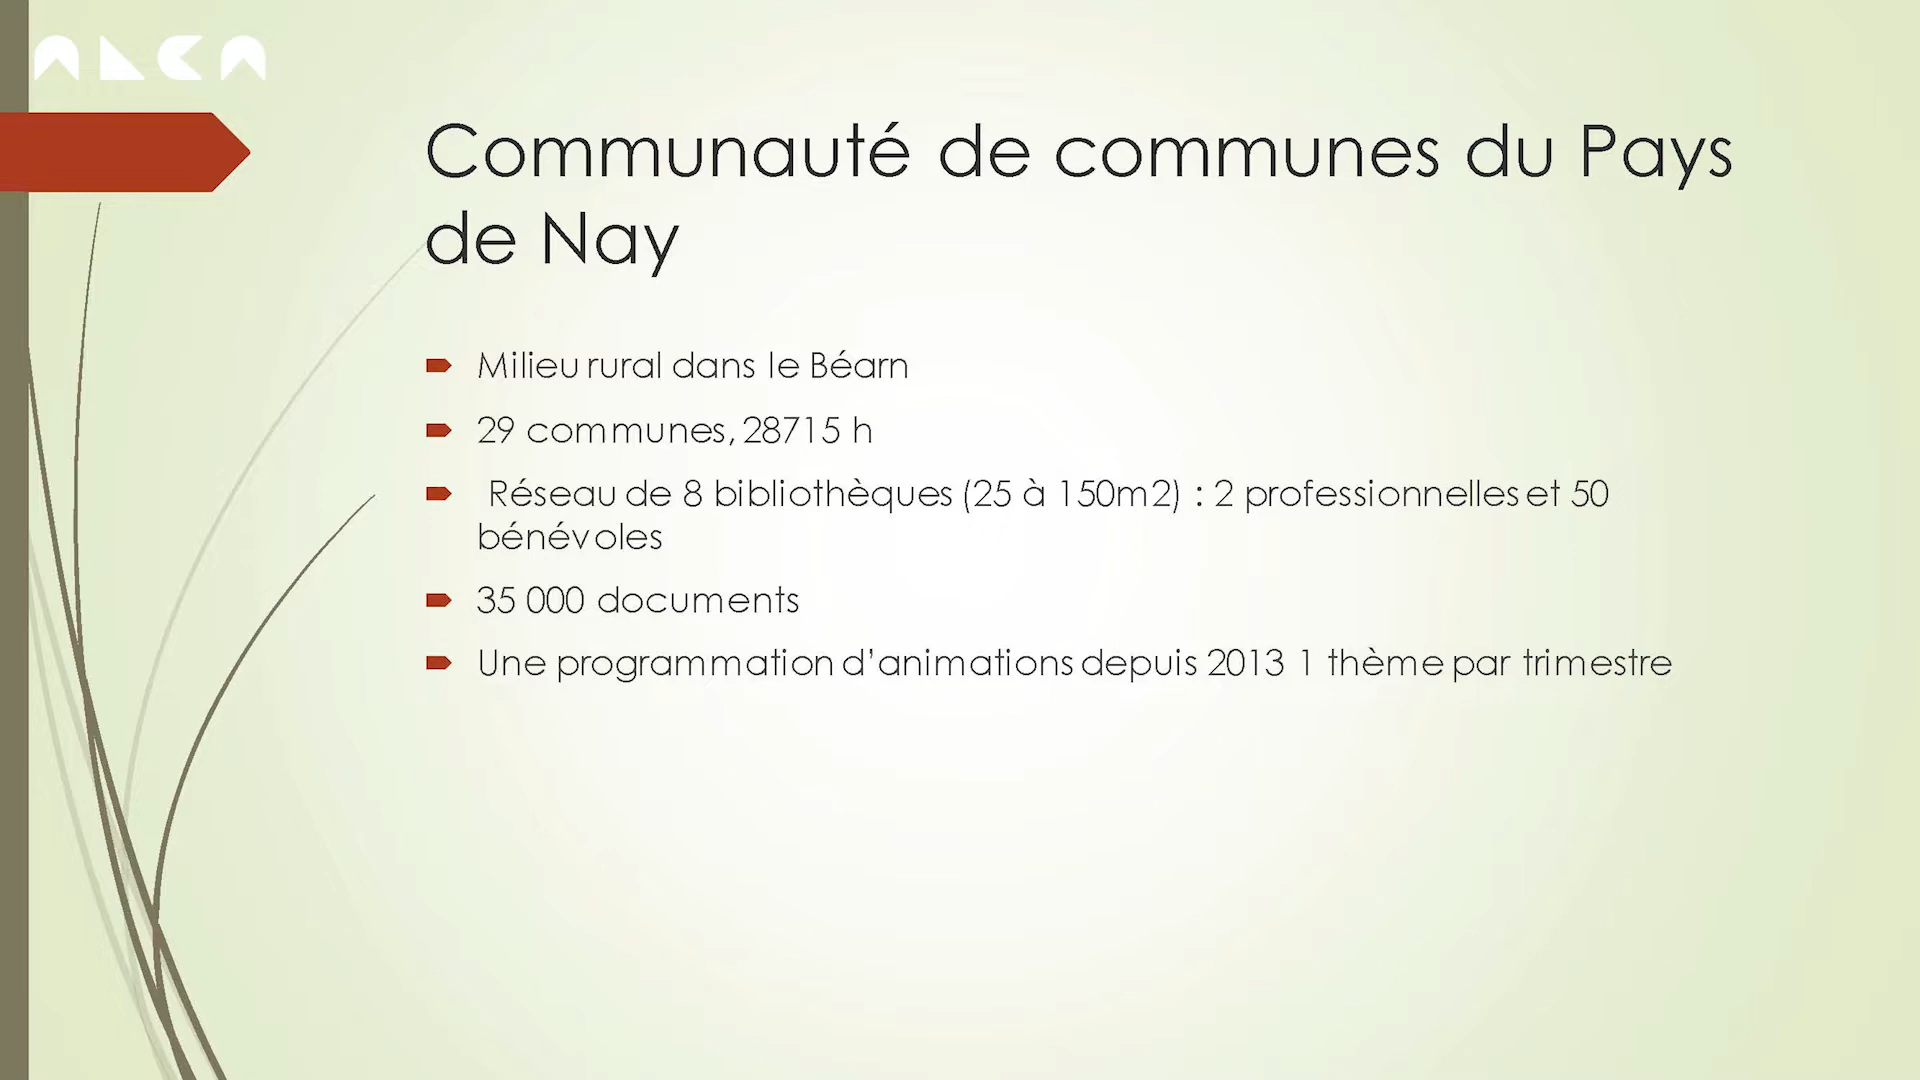 ALCA
Communauté de communes du Pays
de Nay
Milieu rural dans le Béarn
29 communes, 28715 h
Réseau de 8 bibliothèques (25 à 150m2) : 2 professionnelles et 50
bénévoles
35 000 documents
Une programmation d’animations depuis 2013 1 thème par trimestre